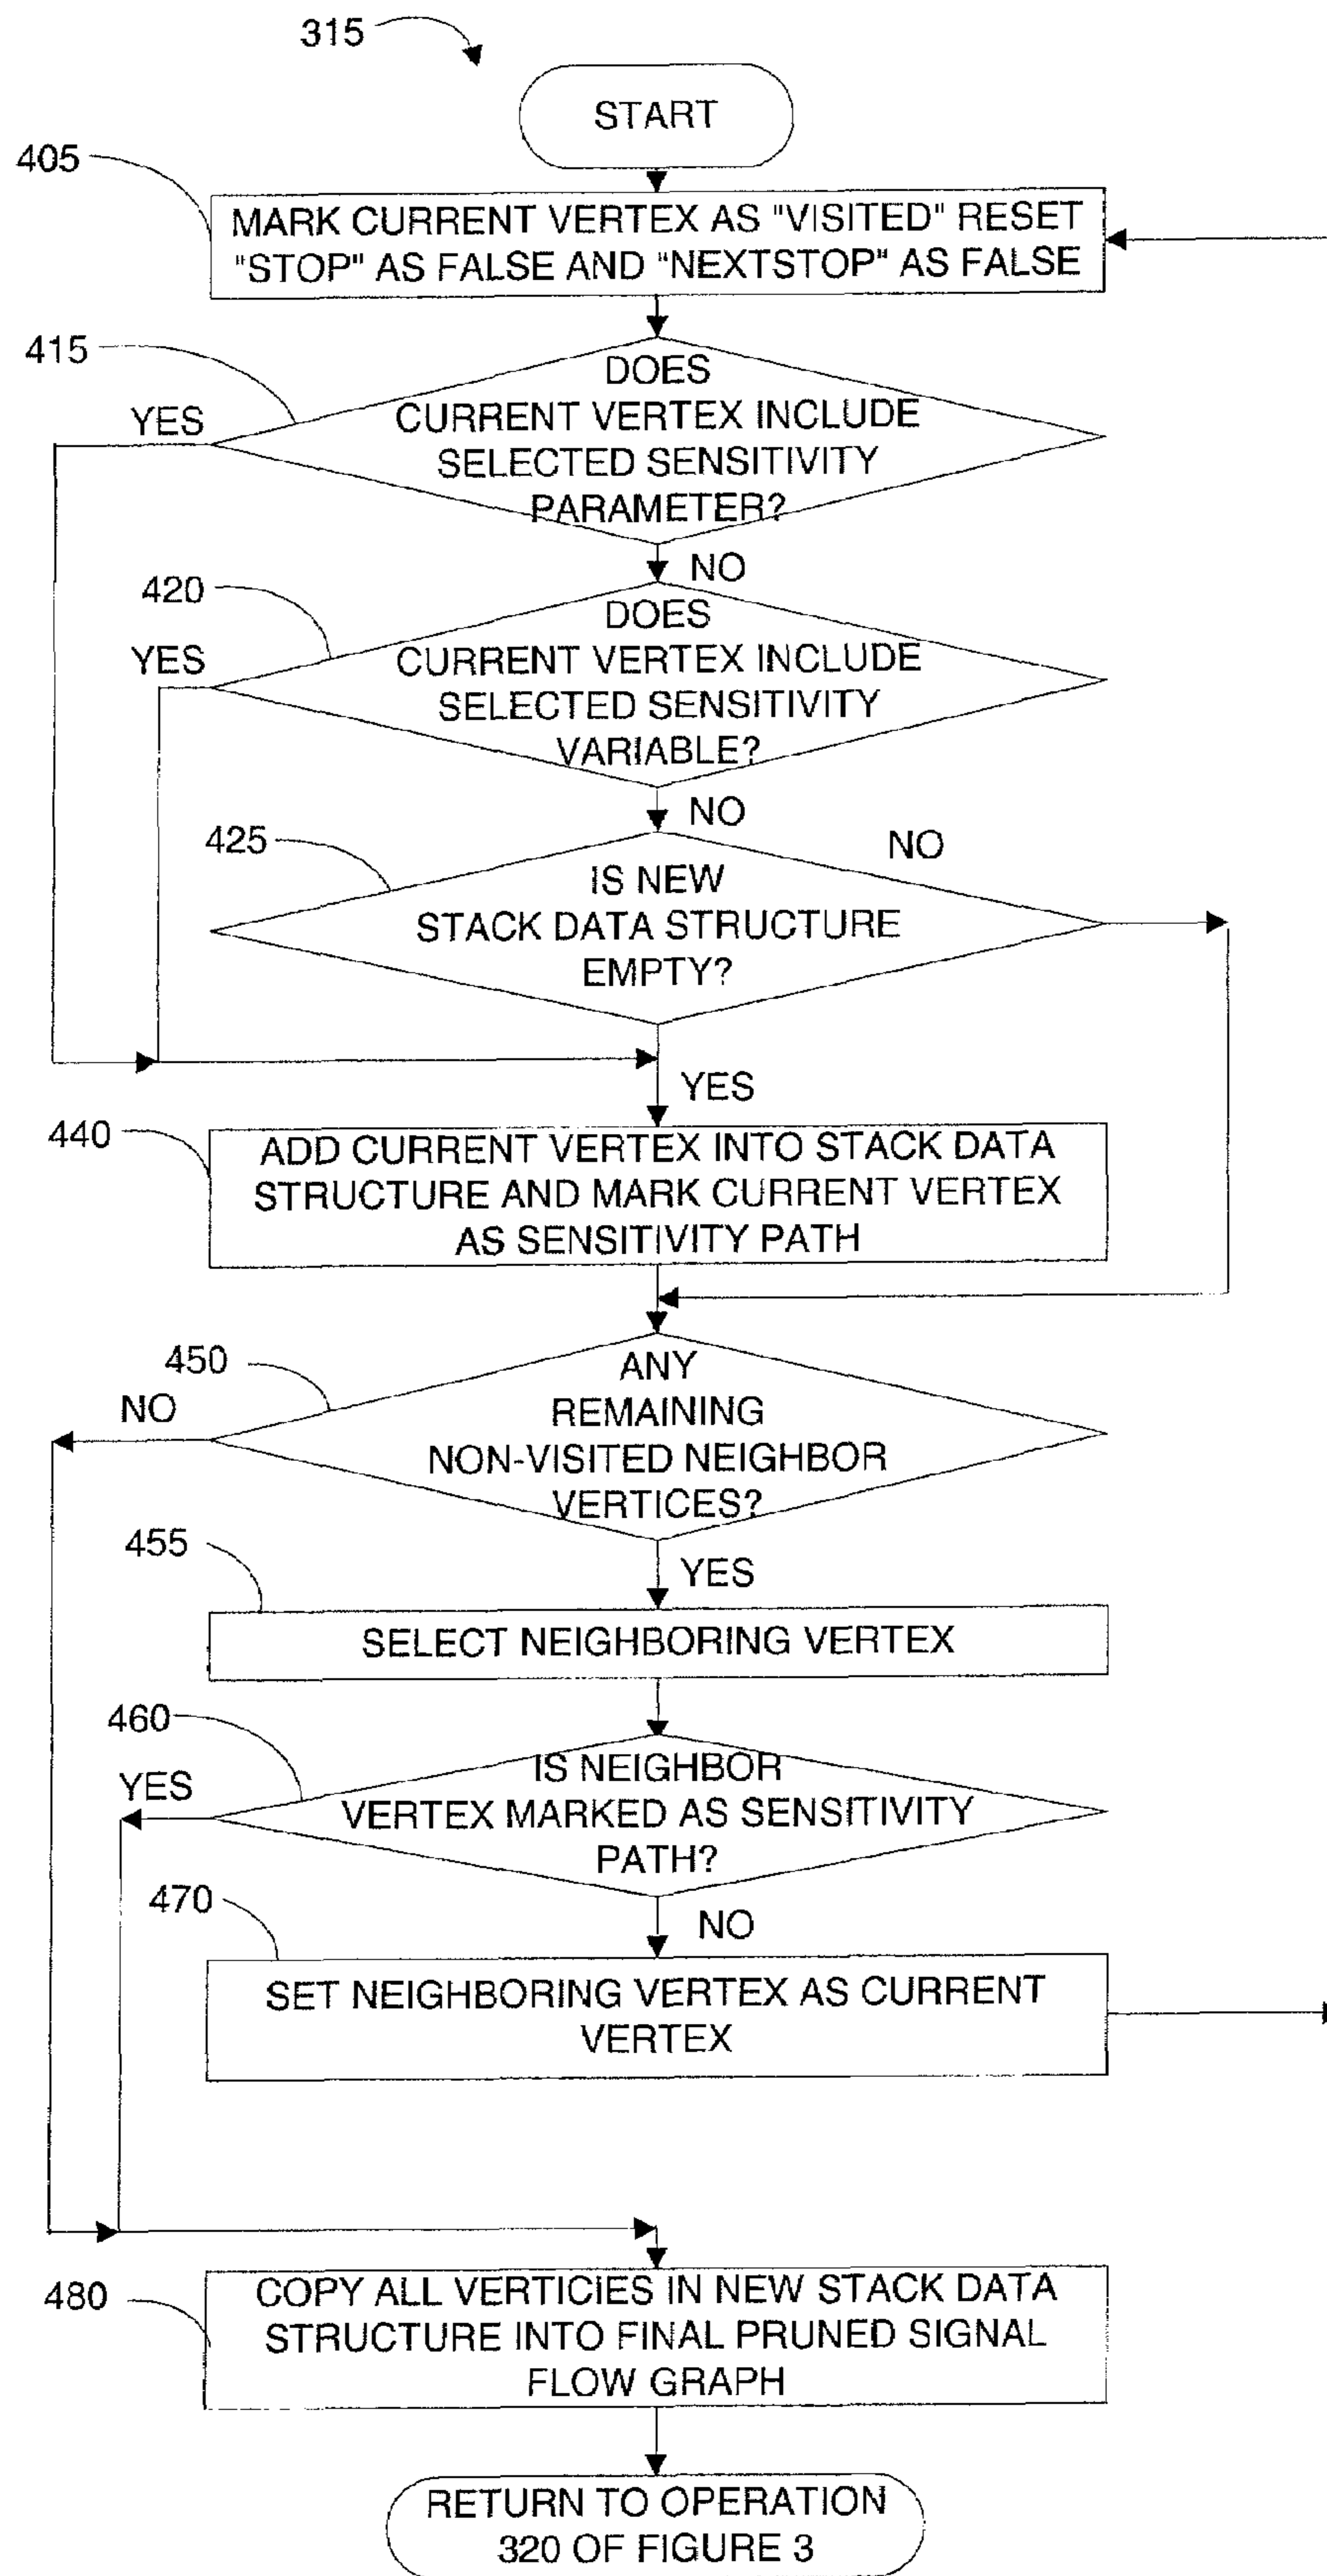 315
START
405
MARK CURRENT VERTEX AS "VISITED" RESET
"STOP" AS FALSE AND "NEXTSTOP" AS FALSE
415
YES
DOES
CURRENT VERTEX INCLUDE
SELECTED SENSITIVITY
PARAMETER?
NO
420
YES
DOES
CURRENT VERTEX INCLUDE
SELECTED SENSITIVITY
VARIABLE?
NO
425
NO
IS NEW
STACK DATA STRUCTURE
EMPTY?
YES
440
ADD CURRENT VERTEX INTO STACK DATA
STRUCTURE AND MARK CURRENT VERTEX
AS SENSITIVITY PATH
450
NO
ANY
REMAINING
NON-VISITED NEIGHBOR
VERTICES?
YES
455
SELECT NEIGHBORING VERTEX
460
YES
IS NEIGHBOR
VERTEX MARKED AS SENSITIVITY
PATH?
NO
470
SET NEIGHBORING VERTEX AS CURRENT
VERTEX
480
COPY ALL VERTICIES IN NEW STACK DATA
STRUCTURE INTO FINAL PRUNED SIGNAL
FLOW GRAPH
RETURN TO OPERATION
320 OF FIGURE 3